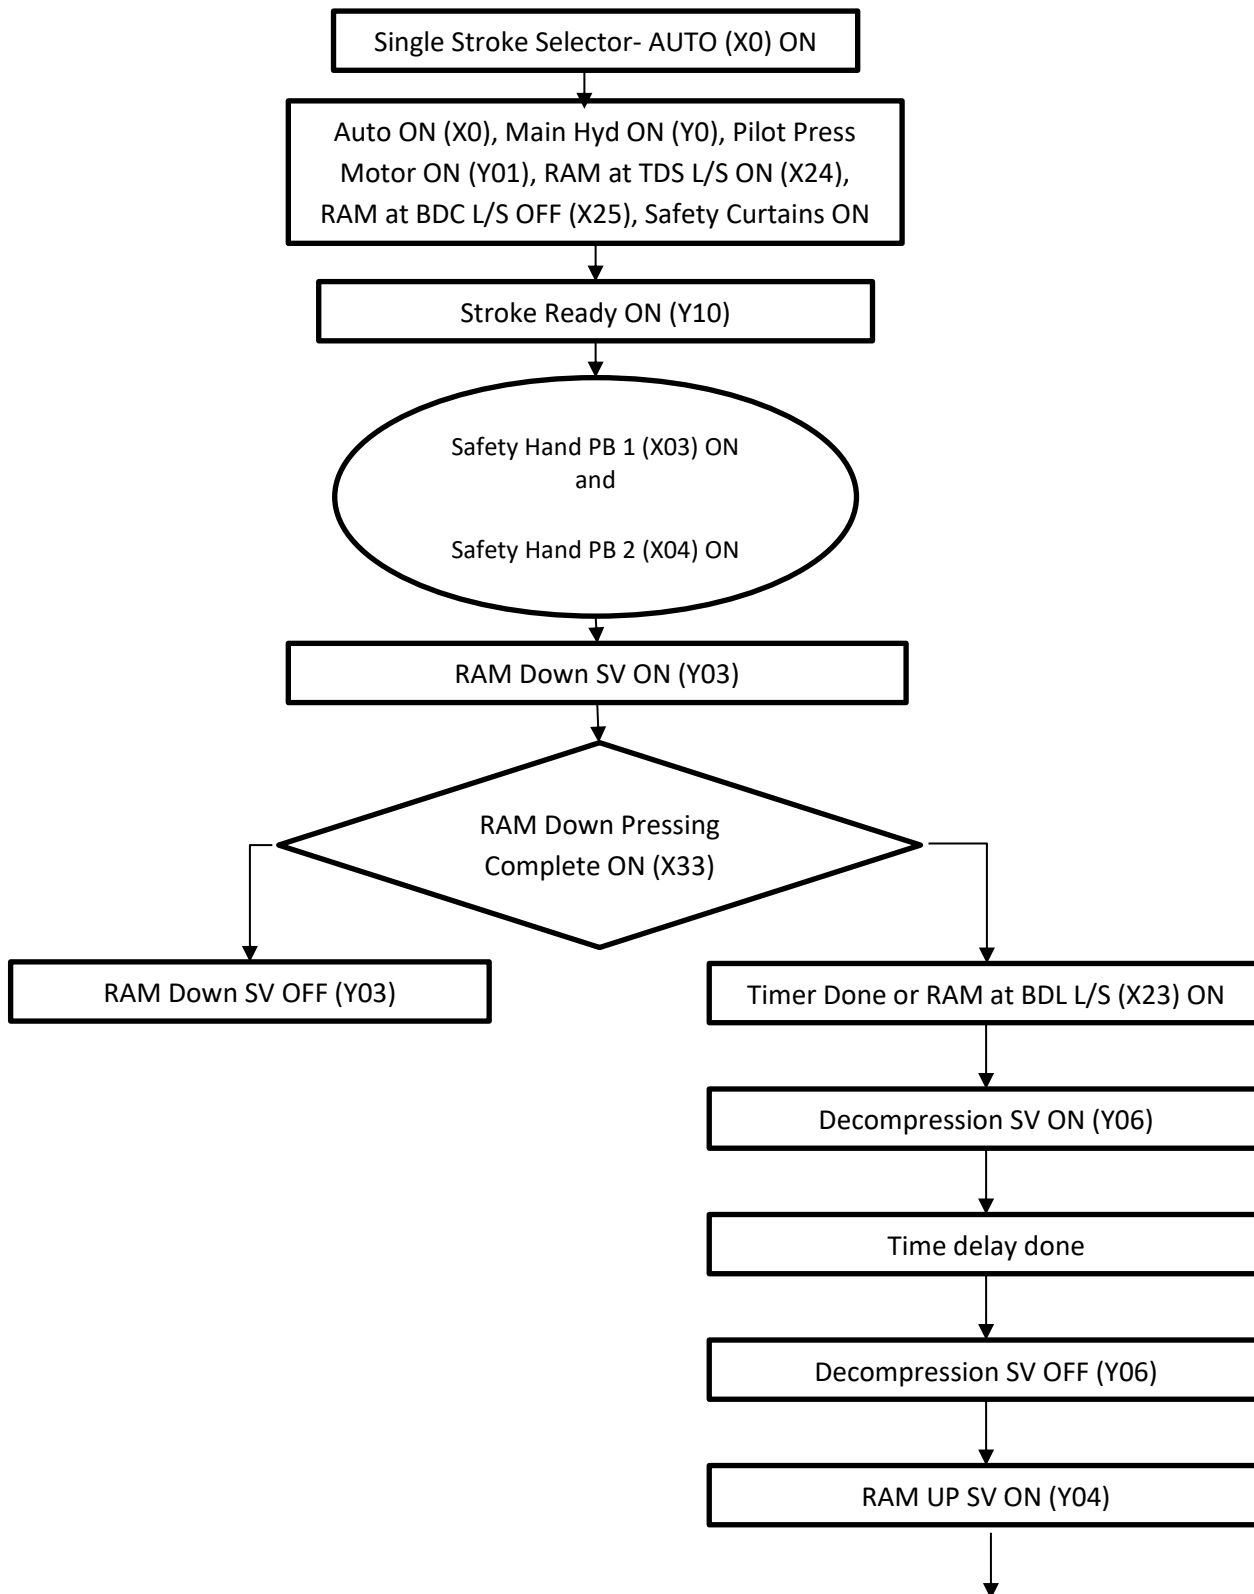 Single Stroke Selector- AUTO (X0) ON
Auto ON (X0), Main Hyd ON (Y0), Pilot Press
Motor ON (Y01), RAM at TDS L/S ON (X24),
RAM at BDC L/S OFF (X25), Safety Curtains ON
Stroke Ready ON (Y10)
Safety Hand PB 1 (X03) ON
and
Safety Hand PB 2 (X04) ON
RAM Down SV ON (Y03)
RAM Down Pressing
Complete ON (X33)
RAM Down SV OFF (Y03)
Timer Done or RAM at BDL L/S (X23) ON
Decompression SV ON (Y06)
Time delay done
Decompression SV OFF (Y06)
RAM UP SV ON (Y04)